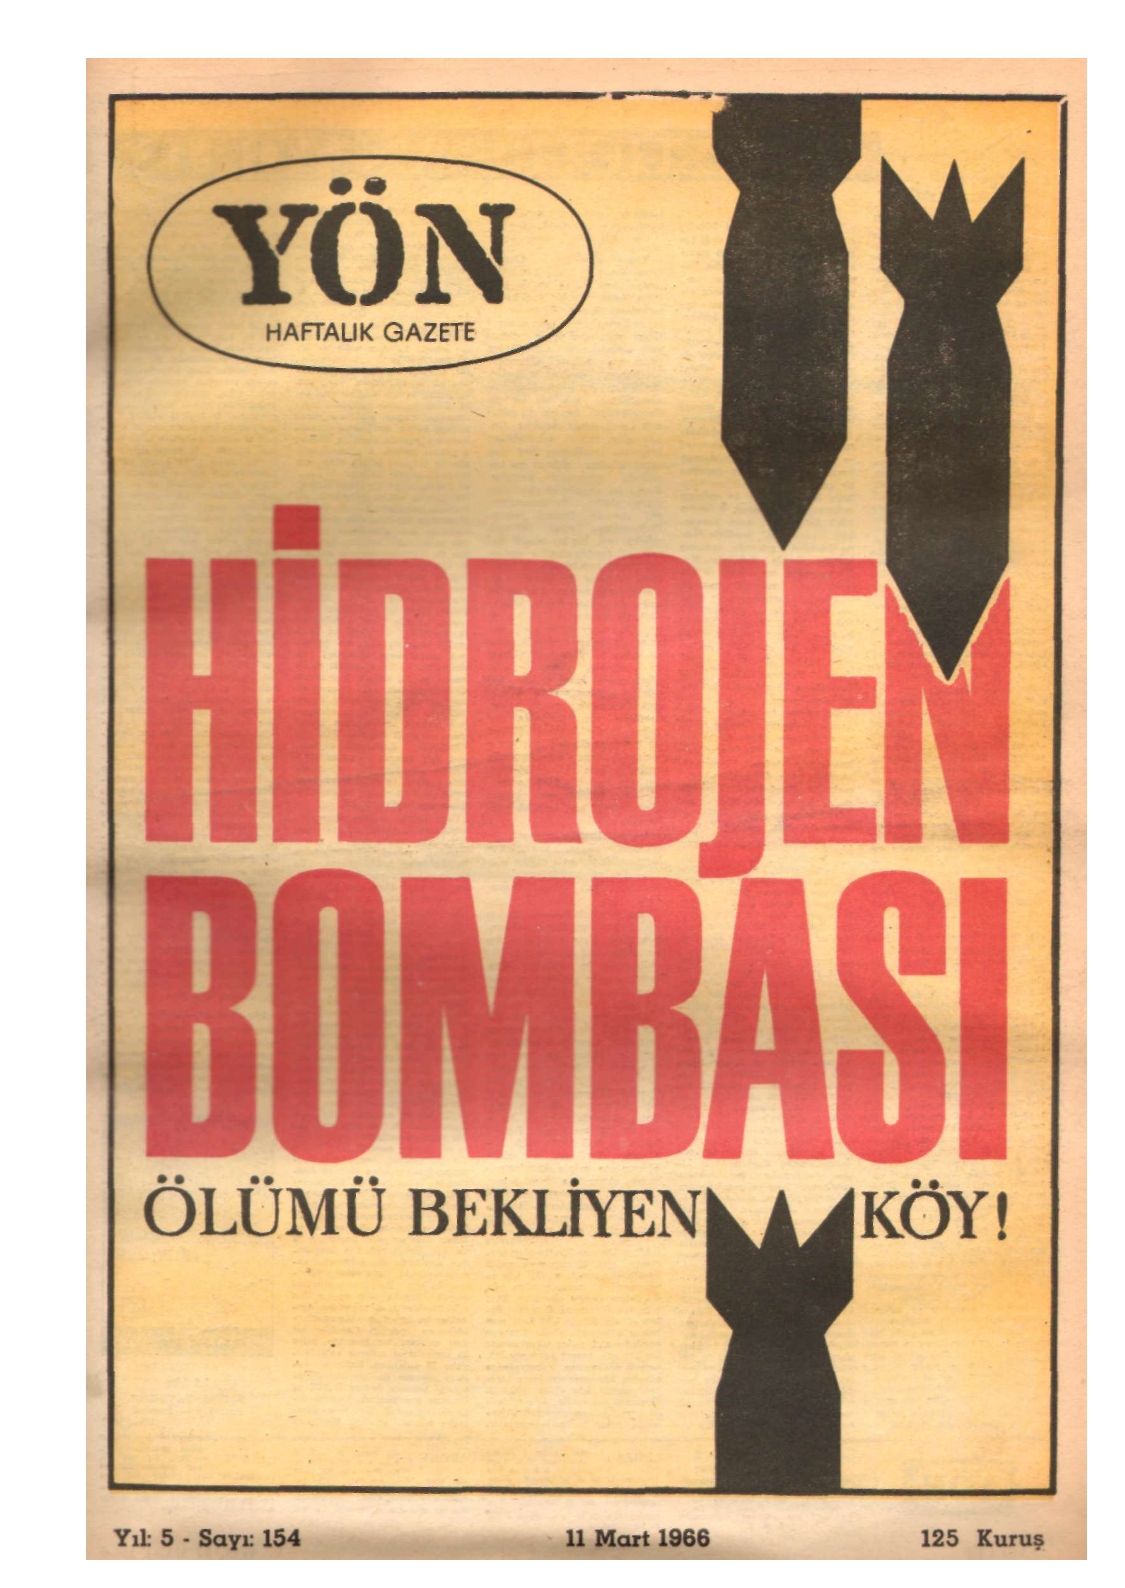 YÖN
HAFTALIK GAZETE
HİDROJEN
BOMBASI
ÖLÜMÜ BEKLİYEN KÖY!
Yıl: 5 - Sayı: 154 11 Mart 1966 125 Kuruş